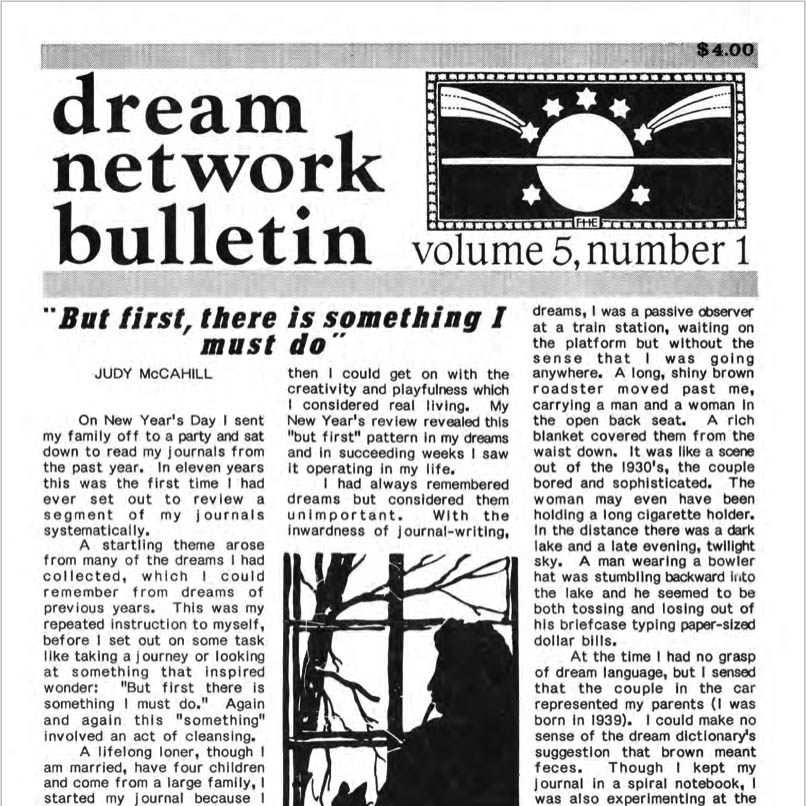 $4.00
dream
network
bulletin
FHE
volume 5, number 1
"But first, there is something I
must do"
JUDY McCAHILL
On New Year's Day I sent
my family off to a party and sat
down to read my journals from
the past year. In eleven years
this was the first time I had
ever set out to review a
segment of my journals
systematically.
A startling theme arose
from many of the dreams I had
collected, which I could
remember from dreams of
previous years. This was my
repeated instruction to myself,
before I set out on some task
like taking a journey or looking
at something that inspired
wonder: "But first there is
something I must do." Again
and again this "something"
involved an act of cleansing.
A lifelong loner, though I
am married, have four children
and come from a large family, I
started my journal because I
then I could get on with the
creativity and playfulness which
I considered real living. My
New Year's review revealed this
"but first" pattern in my dreams
and in succeeding weeks I saw
it operating in my life.
I had always remembered
dreams but considered them
unimportant. With the
inwardness of journal-writing,
dreams, I was a passive observer
at a train station, waiting on
the platform but without the
sense that I was going
anywhere. A long, shiny brown
roadster moved past me,
carrying a man and a woman in
the open back seat. A rich
blanket covered them from the
waist down. It was like a scene
out of the 1930's, the couple
bored and sophisticated. The
woman may even have been
holding a long cigarette holder.
In the distance there was a dark
lake and a late evening, twilight
sky. A man wearing a bowler
hat was stumbling backward into
the lake and he seemed to be
both tossing and losing out of
his briefcase typing paper-sized
dollar bills.
At the time I had no grasp
of dream language, but I sensed
that the couple in the car
represented my parents (I was
born in 1939). I could make no
sense of the dream dictionary's
suggestion that brown meant
feces. Though I kept my
journal in a spiral notebook, I
was also experimenting at the